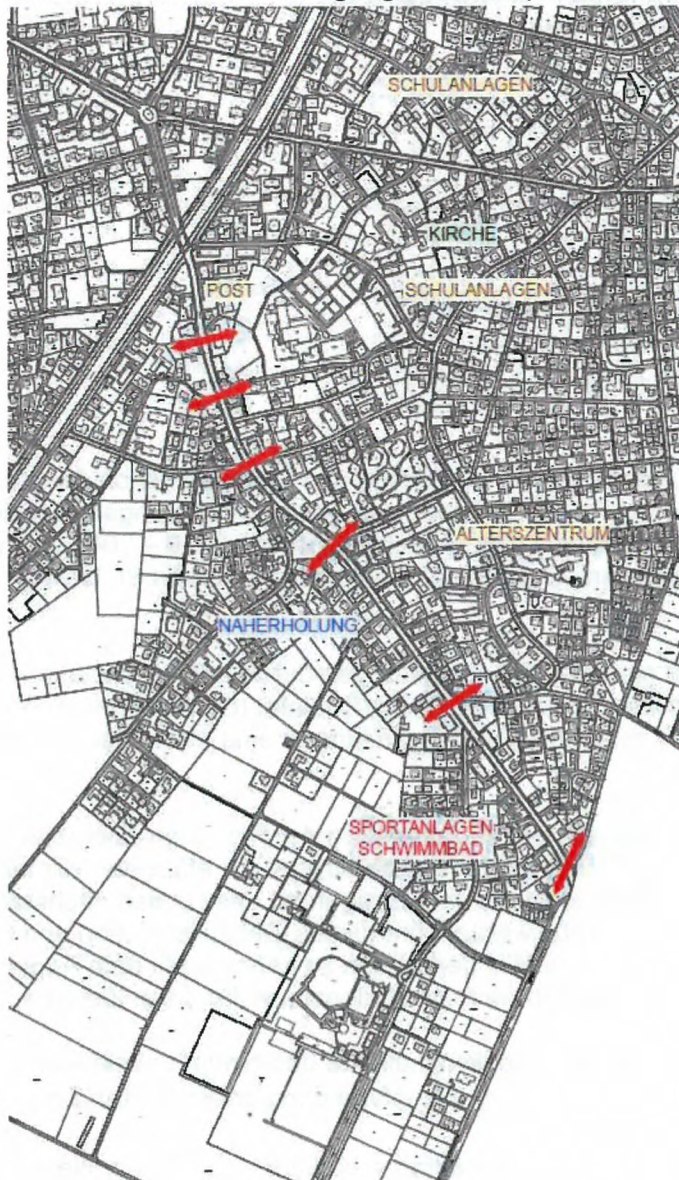 SCHULANLAGEN
KIRCHE
POST
SCHULANLAGEN
ALTERSZENTRUM
NAHERHOLUNG
SPORTANLAGEN
SCHWIMMBAD